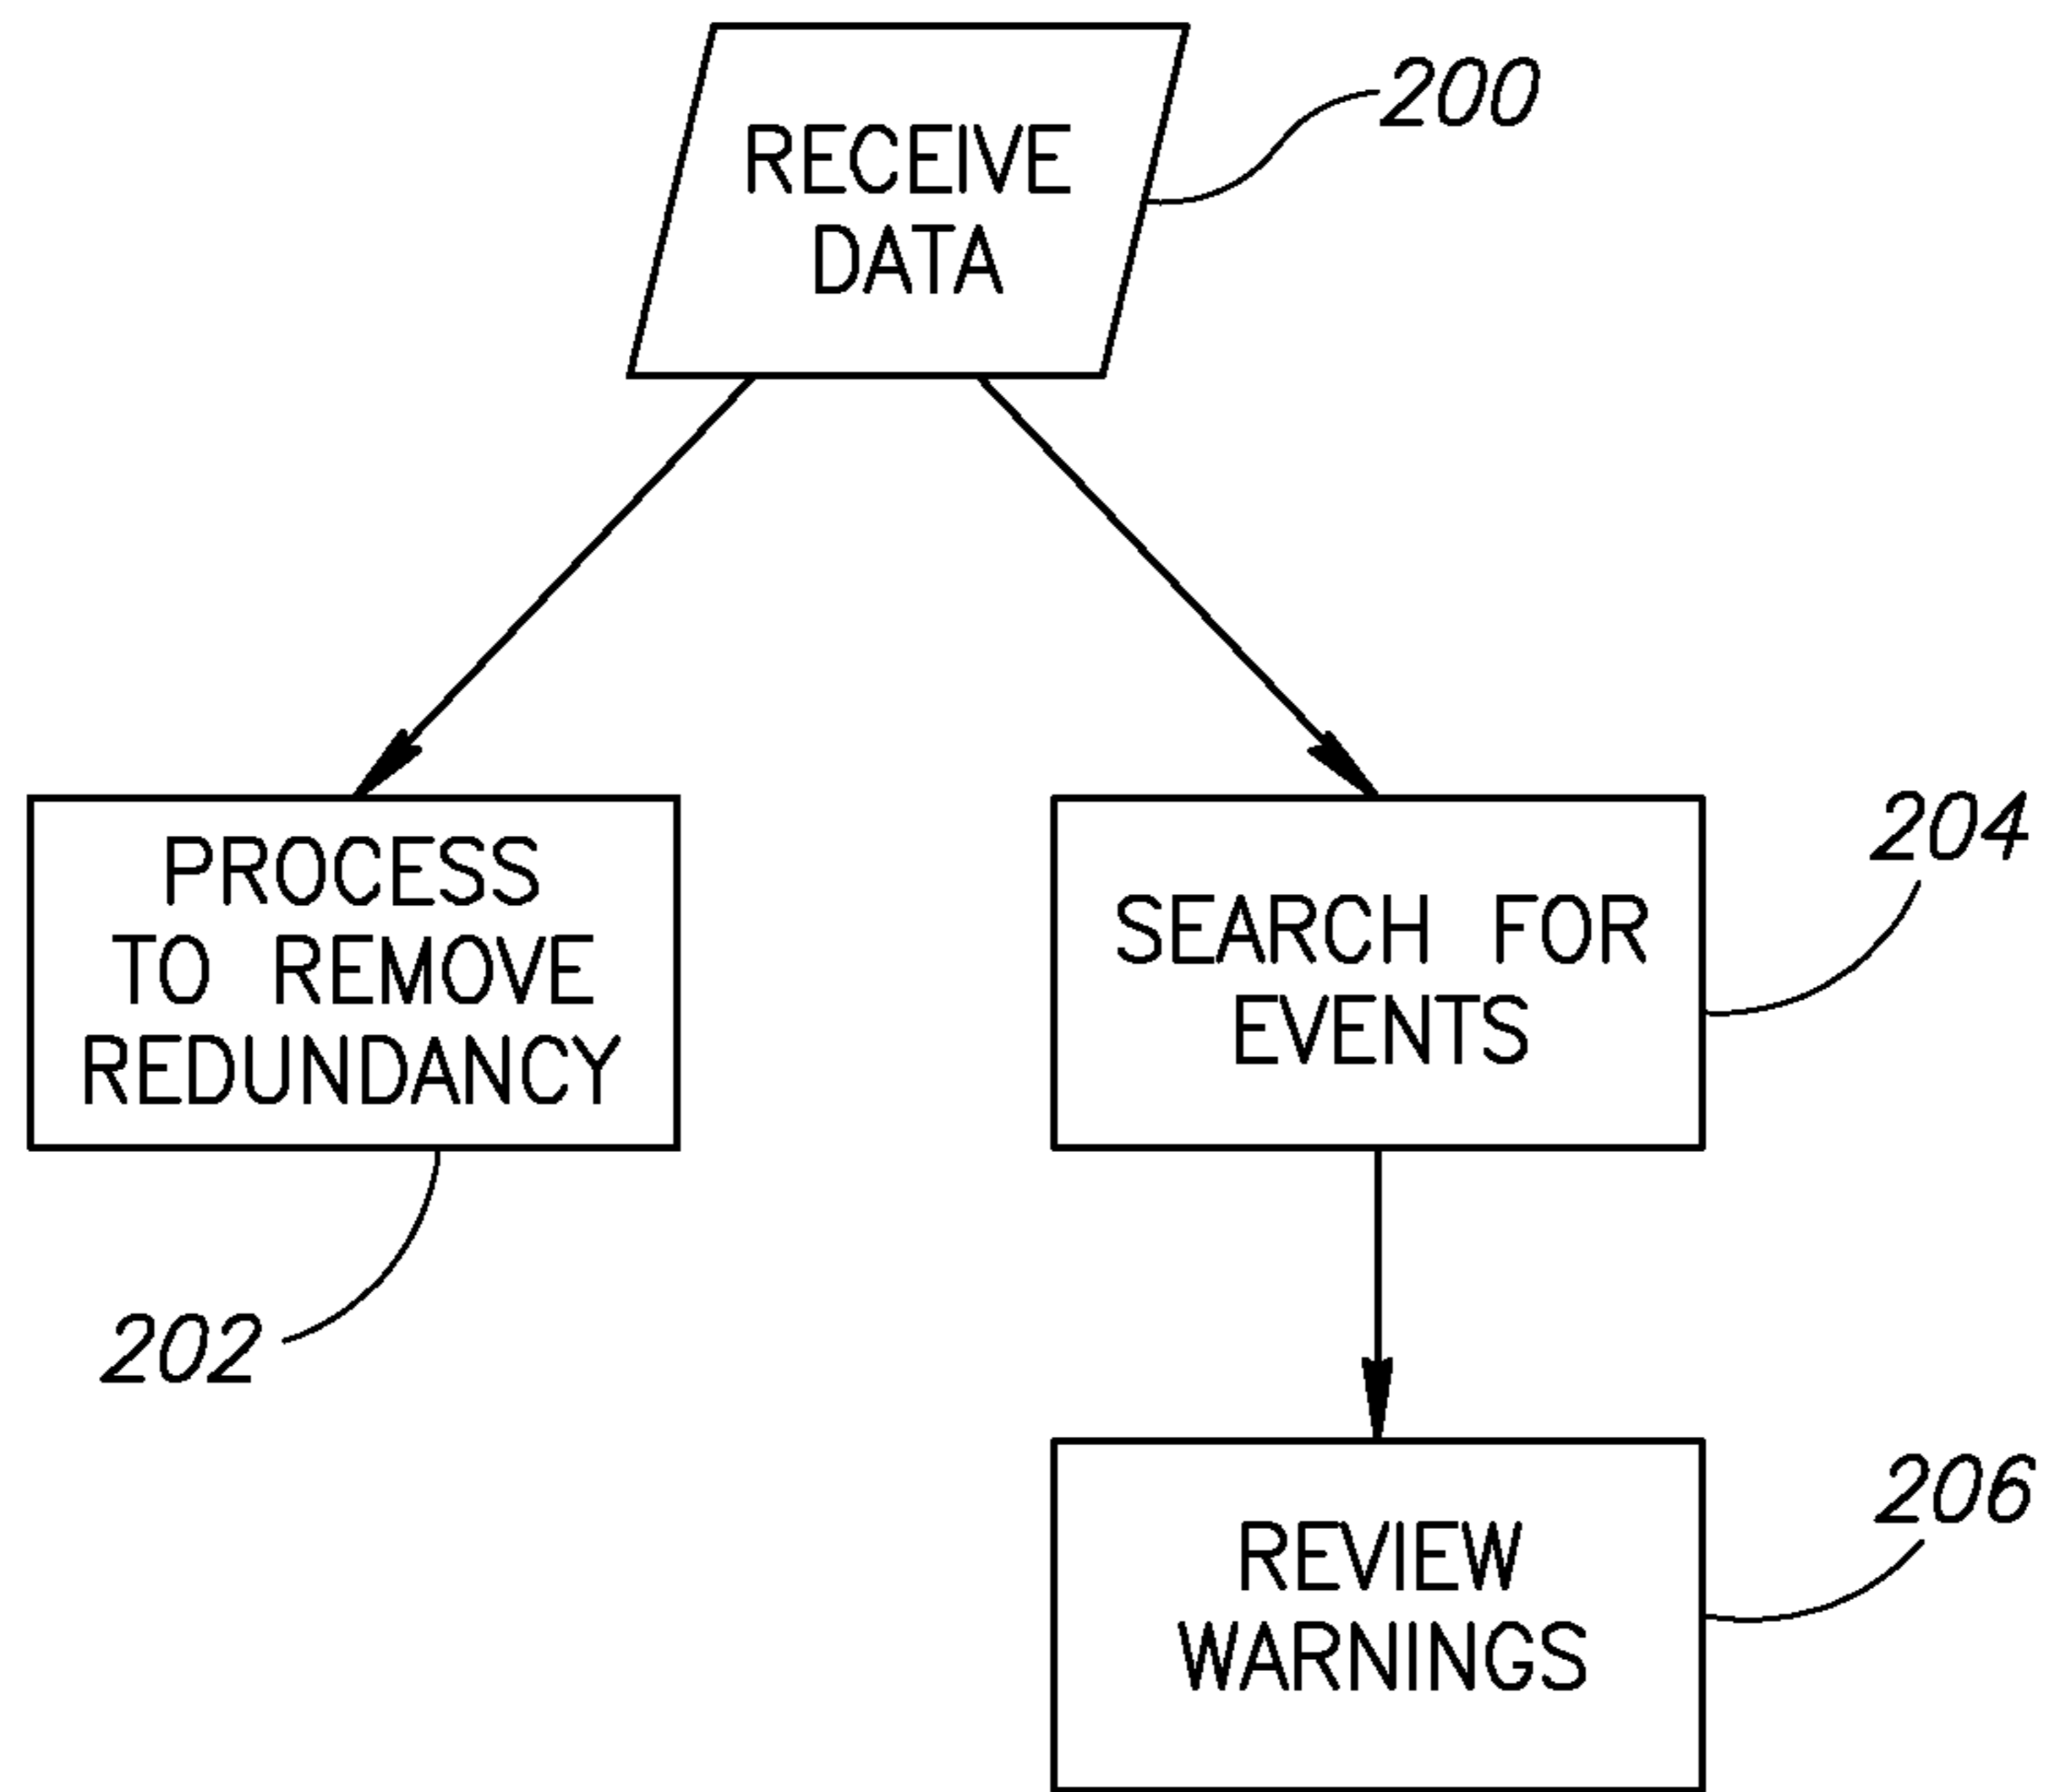 RECEIVE
DATA
200
PROCESS
TO REMOVE
REDUNDANCY
202
SEARCH FOR
EVENTS
204
REVIEW
WARNINGS
206